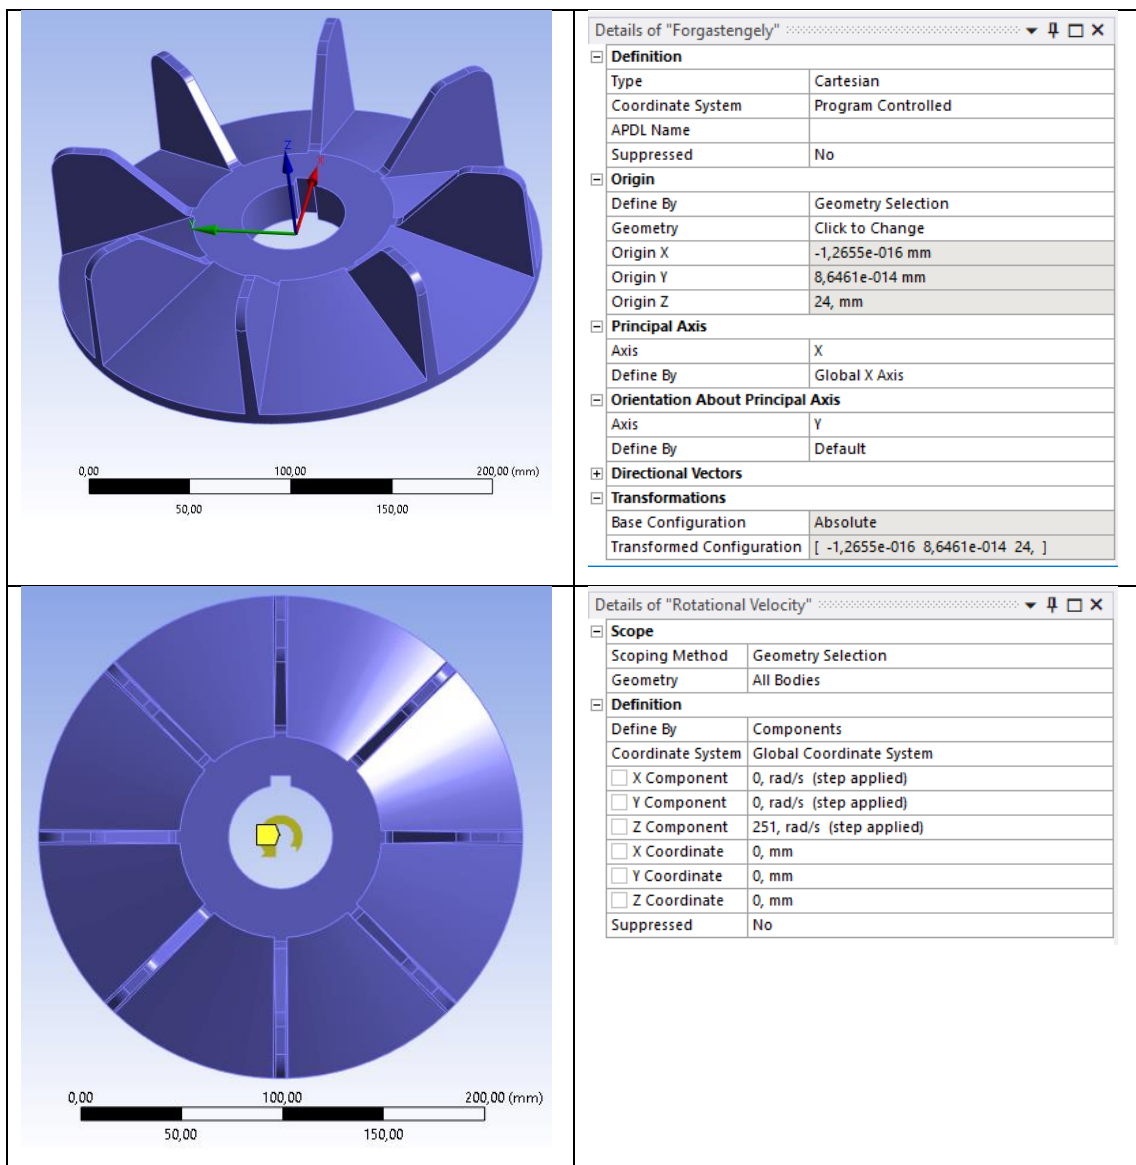 Z
X
Y
0,00
100,00
200,00 (mm)
50,00
150,00
Details of "Forgastengely"
Definition
Type Cartesian
Coordinate System Program Controlled
APDL Name
Suppressed No
Origin
Define By Geometry Selection
Geometry Click to Change
Origin X -1,2655e-016 mm
Origin Y 8,6461e-014 mm
Origin Z 24, mm
Principal Axis
Axis X
Define By Global X Axis
Orientation About Principal Axis
Axis Y
Define By Default
Directional Vectors
Transformations
Base Configuration Absolute
Transformed Configuration [ -1,2655e-016 8,6461e-014 24, ]
0,00
100,00
200,00 (mm)
50,00
150,00
Details of "Rotational Velocity"
Scope
Scoping Method Geometry Selection
Geometry All Bodies
Definition
Define By Components
Coordinate System Global Coordinate System
X Component 0, rad/s (step applied)
Y Component 0, rad/s (step applied)
Z Component 251, rad/s (step applied)
X Coordinate 0, mm
Y Coordinate 0, mm
Z Coordinate 0, mm
Suppressed No